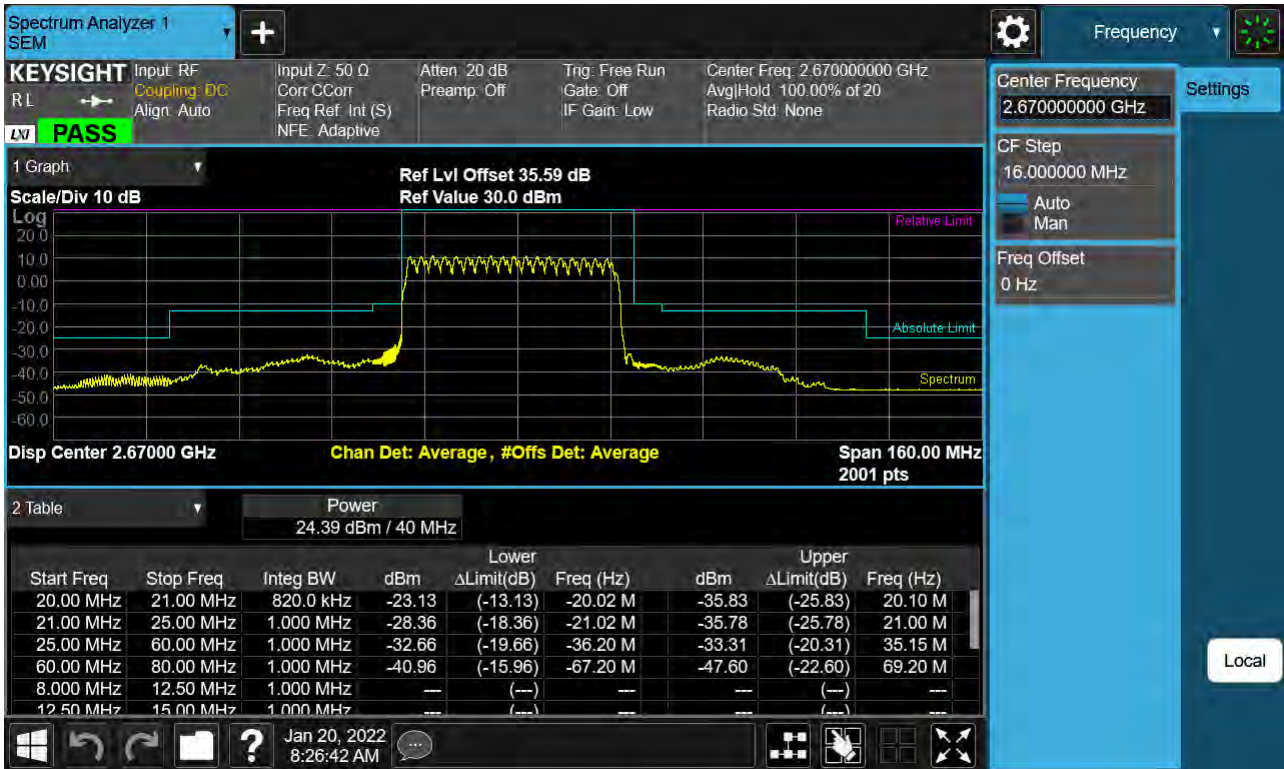 Spectrum Analyzer 1
SEM
+
Frequency
KEYSIGHT
R L
LXI
PASS
Input: RF
Coupling: DC
Align: Auto
Input Z: 50 Ω
Corr CCorr
Freq Ref: Int (S)
NFE: Adaptive
Atten: 20 dB
Preamp: Off
Trig: Free Run
Gate: Off
IF Gain: Low
Center Freq: 2.670000000 GHz
Avg|Hold: 100.00% of 20
Radio Std: None
Center Frequency
2.670000000 GHz
Settings
CF Step
16.000000 MHz
Auto
Man
Freq Offset
0 Hz
1 Graph
Scale/Div 10 dB
Ref Lvl Offset 35.59 dB
Ref Value 30.0 dBm
Log
20.0
10.0
0.00
-10.0
-20.0
-30.0
-40.0
-50.0
-60.0
Relative Limit
Absolute Limit
Spectrum
Disp Center 2.67000 GHz
Chan Det: Average, #Offs Det: Average
Span 160.00 MHz
2001 pts
2 Table
Power
24.39 dBm / 40 MHz
Lower Upper
Start Freq Stop Freq Integ BW dBm ΔLimit(dB) Freq (Hz) dBm ΔLimit(dB) Freq (Hz)
20.00 MHz 21.00 MHz 820.0 kHz -23.13 (-13.13) -20.02 M -35.83 (-25.83) 20.10 M
21.00 MHz 25.00 MHz 1.000 MHz -28.36 (-18.36) -21.02 M -35.78 (-25.78) 21.00 M
25.00 MHz 60.00 MHz 1.000 MHz -32.66 (-19.66) -36.20 M -33.31 (-20.31) 35.15 M
60.00 MHz 80.00 MHz 1.000 MHz -40.96 (-15.96) -67.20 M -47.60 (-22.60) 69.20 M
8.000 MHz 12.50 MHz 1.000 MHz --- (---) --- --- (---) ---
12.50 MHz 15.00 MHz 1.000 MHz --- (---) --- --- (---) ---
Local
?
Jan 20, 2022
8:26:42 AM